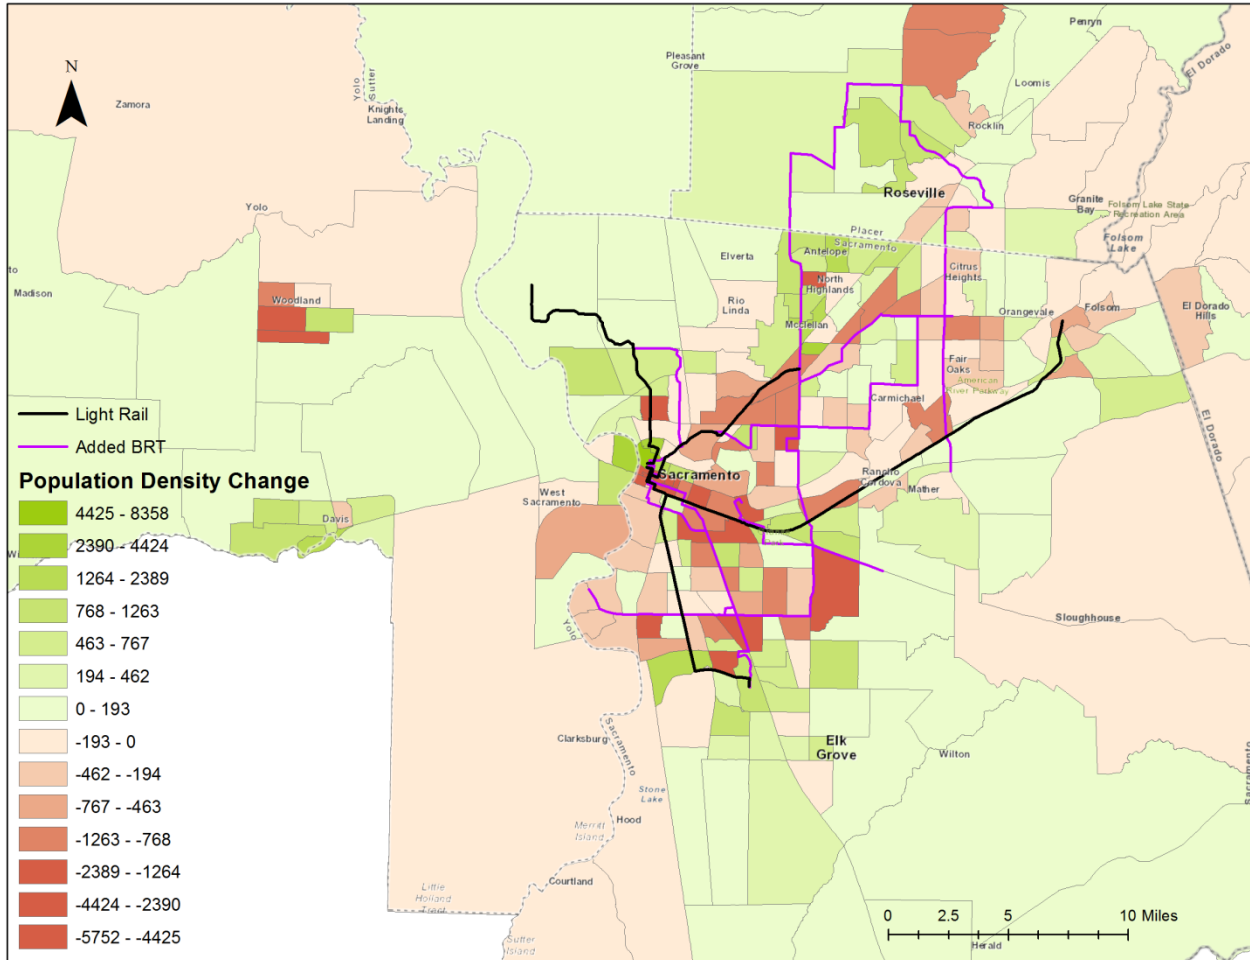 Penryn
Pleasant
Grove
El Dorado
Loomis
N
Yolo
Sutter
Zamora
Knights
Landing
Rocklin
Roseville
Granite
Bay
Folsom Lake State
Recreation Area
Yolo
Placer
Sacramento
Folsom
Lake
Antelope
Elverta
Citrus
Heights
to
Madison
North
Highlands
Woodland
Rio
Linda
Orangevale
Folsom
El Dorado
Hills
Mcclellan
Fair
Oaks
American
River Parkway
Carmichael
Light Rail
Added BRT
El Dorado
Population Density Change
4425 - 8358
2390 - 4424
1264 - 2389
768 - 1263
463 - 767
194 - 462
0 - 193
-193 - 0
-462 - -194
-767 - -463
-1263 - -768
-2389 - -1264
-4424 - -2390
-5752 - -4425
Sacramento
Rancho
Cordova
Mather
West
Sacramento
Davis
Wi
Sloughhouse
Yolo
Sacramento
Clarksburg
Elk
Grove
Wilton
Sacramento
Stone
Lake
Hood
Merritt
Island
Courtland
Little
Holland
Tract
Sutter
Island
0 2.5 5 10 Miles
Herald